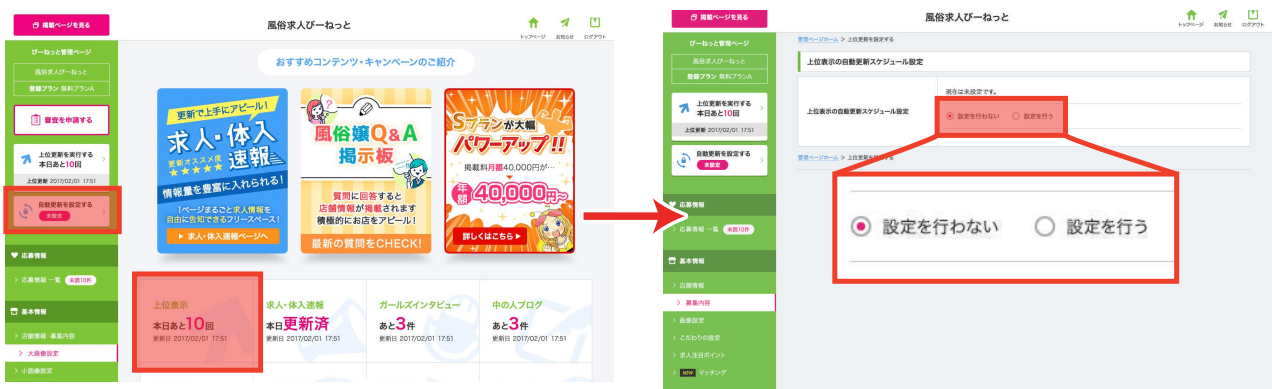 掲載ページを見る
風俗求人びーねっと
トップページ
お知らせ
ログアウト
びーねっと管理ページ
風俗求人びーねっと
登録プラン 無料プランA
審査を申請する
上位更新を実行する
本日あと10回
上位更新 2017/02/01 17:51
自動更新を設定する
未設定
応募情報
応募情報 一覧 未読10件
基本情報
店舗情報・募集内容
大画像設定
小画像設定
おすすめコンテンツ・キャンペーンのご紹介
更新で上手にアピール!
求人・体入
更新オススメ度
★★★★★
速報
情報量を豊富に入れられる!
1ページまるごと求人情報を
自由に告知できるフリースペース!
求人・体入速報ページへ
風俗嬢Q&A
掲示板
質問に回答すると
店舗情報が掲載されます
積極的にお店をアピール!
最新の質問をCHECK!
Sプランが大幅
パワーアップ!!
掲載料月額40,000円が…
年額 40,000円~
詳しくはこちら
上位表示
本日あと10回
更新日 2017/02/01 17:51
求人・体入速報
本日更新済
更新日 2017/02/01 17:51
ガールズインタビュー
あと3件
更新日 2017/02/01 17:51
中の人ブログ
あと3件
更新日 2017/02/01 17:51
掲載ページを見る
風俗求人びーねっと
トップページ
お知らせ
ログアウト
びーねっと管理ページ
風俗求人びーねっと
登録プラン 無料プランA
上位更新を実行する
本日あと10回
上位更新 2017/02/01 17:51
自動更新を設定する
未設定
応募情報
応募情報 一覧 未読10件
基本情報
店舗情報
募集内容
画像設定
こだわりの設定
求人注目ポイント
NEW マッチング
管理ページホーム > 上位更新を設定する
上位表示の自動更新スケジュール設定
現在は未設定です。
上位表示の自動更新スケジュール設定
設定を行わない 設定を行う
管理ページホーム > 上位更新を
設定を行わない 設定を行う